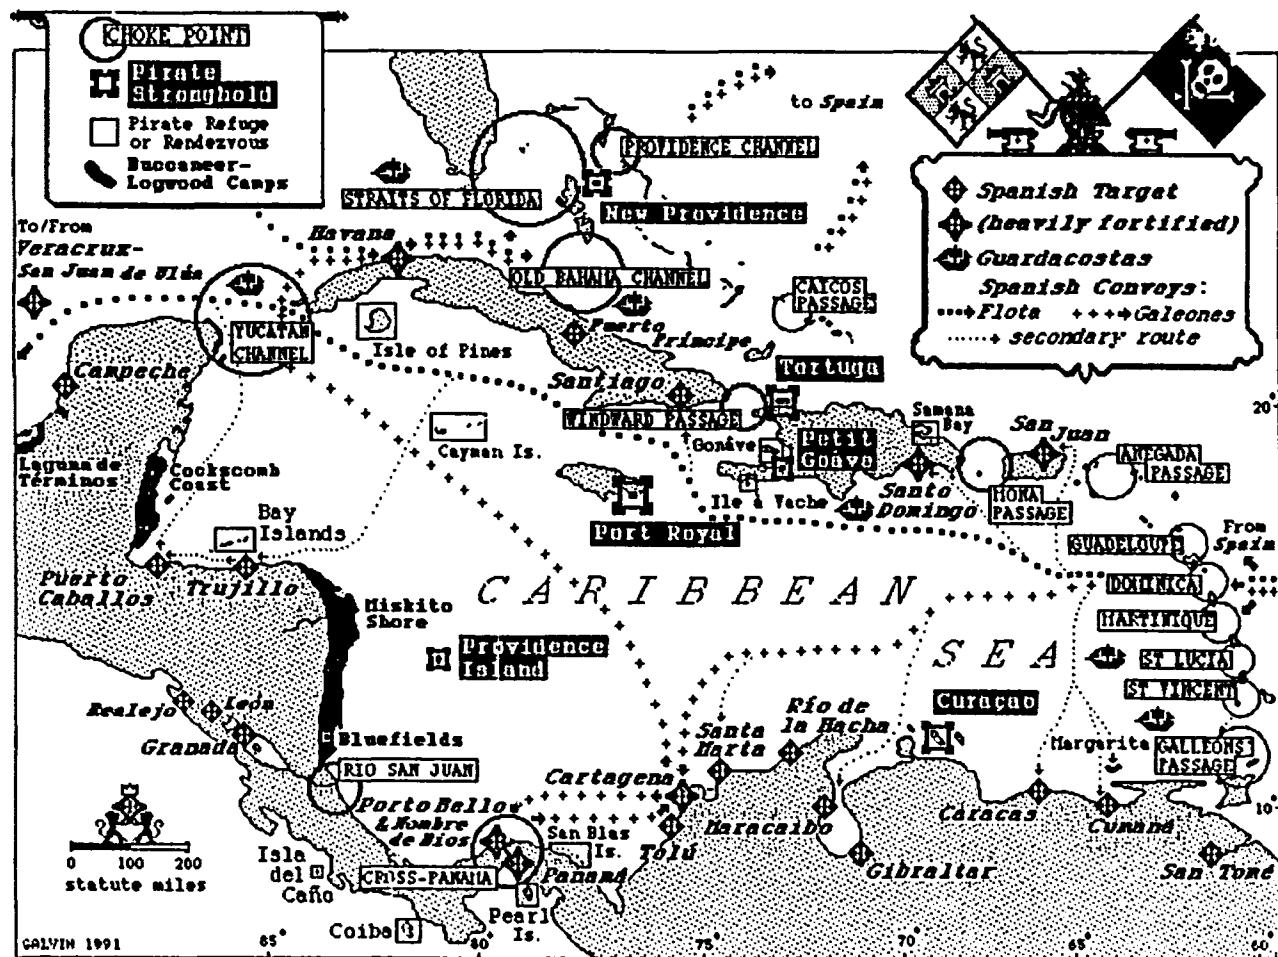 CHOKE POINT
Pirate
Stronghold
Pirate Refuge
or Rendezvous
Buccaneer-
Logwood Camps
to Spain
Spanish Target
(heavily fortified)
Guardacostas
Spanish Convoys:
Flota
Galeones
secondary route
PROVIDENCE CHANNEL
STRAITS OF FLORIDA
New Providence
To/From
Veracrux-
San Juan de Ulúa
Havana
OLD BAHAMA CHANNEL
CAICOS
PASSAGE
YUCATAN
CHANNEL
Isle of Pines
Puerto
Príncipe
Tortuga
Campeche
Santiago
20°
WINDWARD PASSAGE
Samana
Bay
San
Juan
Cayman Is.
Gonâve
Petit
Goave
ANEGADA
PASSAGE
Laguna de
Términos
Cockscomb
Coast
Ile à Vache
Santo
Domingo
MONA
PASSAGE
Bay
Islands
Port Royal
From
Spain
GUADELOUPE
Puerto
Caballos
Trujillo
CARIBBEAN
SEA
DOMINICA
Miskito
Shore
MARTINIQUE
Providence
Island
ST LUCIA
ST VINCENT
Realejo
León
Granada
Bluefields
Santa
Marta
Río de
la Hacha
Curaçao
Margarita
GALLEONS
PASSAGE
RIO SAN JUAN
Cartagena
10°
Porto Bello
& Nombre
de Dios
San Blas
Is.
Tolú
Maracaibo
Caracas
Cumaná
0 100 200
statute miles
Isla
del
Caño
CROSS-PANAMA
Panamá
Gibraltar
San Tomé
Pearl
Is.
Coiba
GALVIN 1991
85°
80°
75°
70°
65°
60°